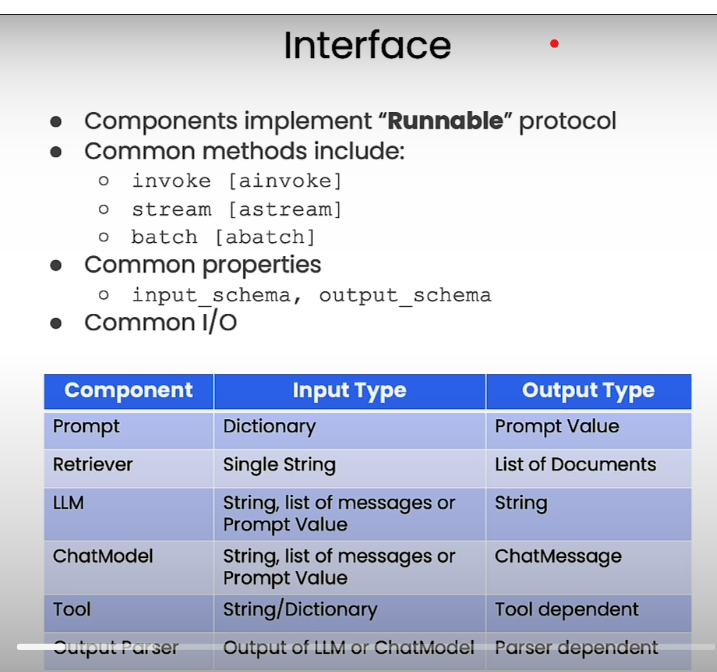 Interface
● Components implement “Runnable” protocol
● Common methods include:
○ invoke [ainvoke]
○ stream [astream]
○ batch [abatch]
● Common properties
○ input_schema, output_schema
● Common I/O
Component Input Type Output Type
Prompt Dictionary Prompt Value
Retriever Single String List of Documents
LLM String, list of messages or Prompt Value String
ChatModel String, list of messages or Prompt Value ChatMessage
Tool String/Dictionary Tool dependent
Output Parser Output of LLM or ChatModel Parser dependent